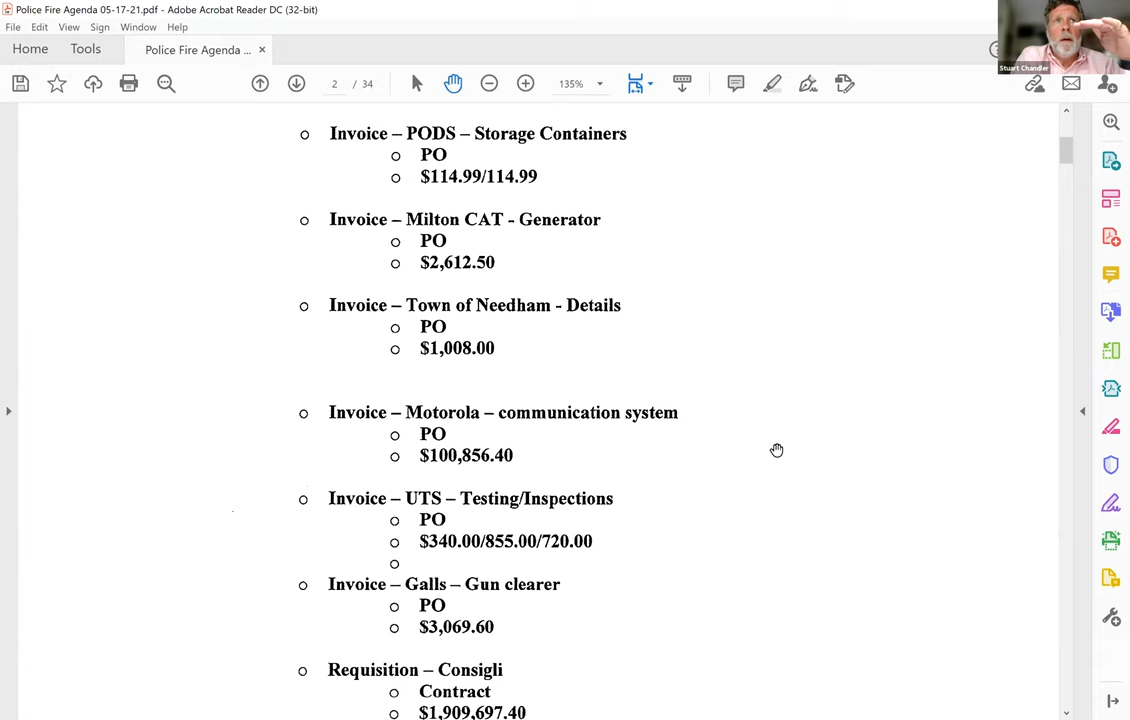 Police Fire Agenda 05-17-21.pdf - Adobe Acrobat Reader DC (32-bit)
File Edit View Sign Window Help
Home Tools Police Fire Agenda ... ×
2 / 34 135%
Stuart Chandler
Invoice – PODS – Storage Containers
PO
$114.99/114.99
Invoice – Milton CAT - Generator
PO
$2,612.50
Invoice – Town of Needham - Details
PO
$1,008.00
Invoice – Motorola – communication system
PO
$100,856.40
Invoice – UTS – Testing/Inspections
PO
$340.00/855.00/720.00
Invoice – Galls – Gun clearer
PO
$3,069.60
Requisition – Consigli
Contract
$1,909,697.40